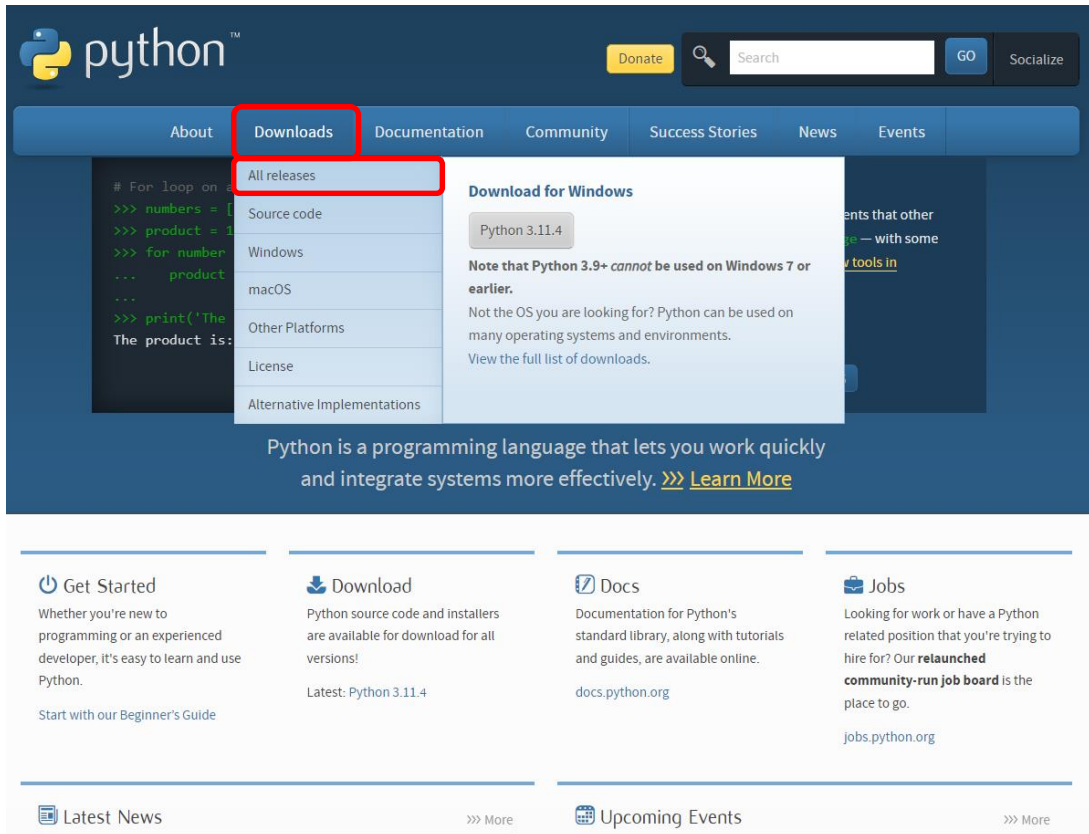 python™
Donate
Search
GO
Socialize
About Downloads Documentation Community Success Stories News Events
All releases
Source code
Windows
macOS
Other Platforms
License
Alternative Implementations
Download for Windows
Python 3.11.4
Note that Python 3.9+ cannot be used on Windows 7 or
earlier.
Not the OS you are looking for? Python can be used on
many operating systems and environments.
View the full list of downloads.
# For loop on a
>>> numbers = [
>>> product = 1
>>> for number
... product
...
>>> print('The
The product is:
ents that other
ge — with some
tools in
Python is a programming language that lets you work quickly
and integrate systems more effectively. >>> Learn More
Get Started
Whether you're new to
programming or an experienced
developer, it's easy to learn and use
Python.
Start with our Beginner's Guide
Download
Python source code and installers
are available for download for all
versions!
Latest: Python 3.11.4
Docs
Documentation for Python's
standard library, along with tutorials
and guides, are available online.
docs.python.org
Jobs
Looking for work or have a Python
related position that you're trying to
hire for? Our relaunched
community-run job board is the
place to go.
jobs.python.org
Latest News
>>> More
Upcoming Events
>>> More